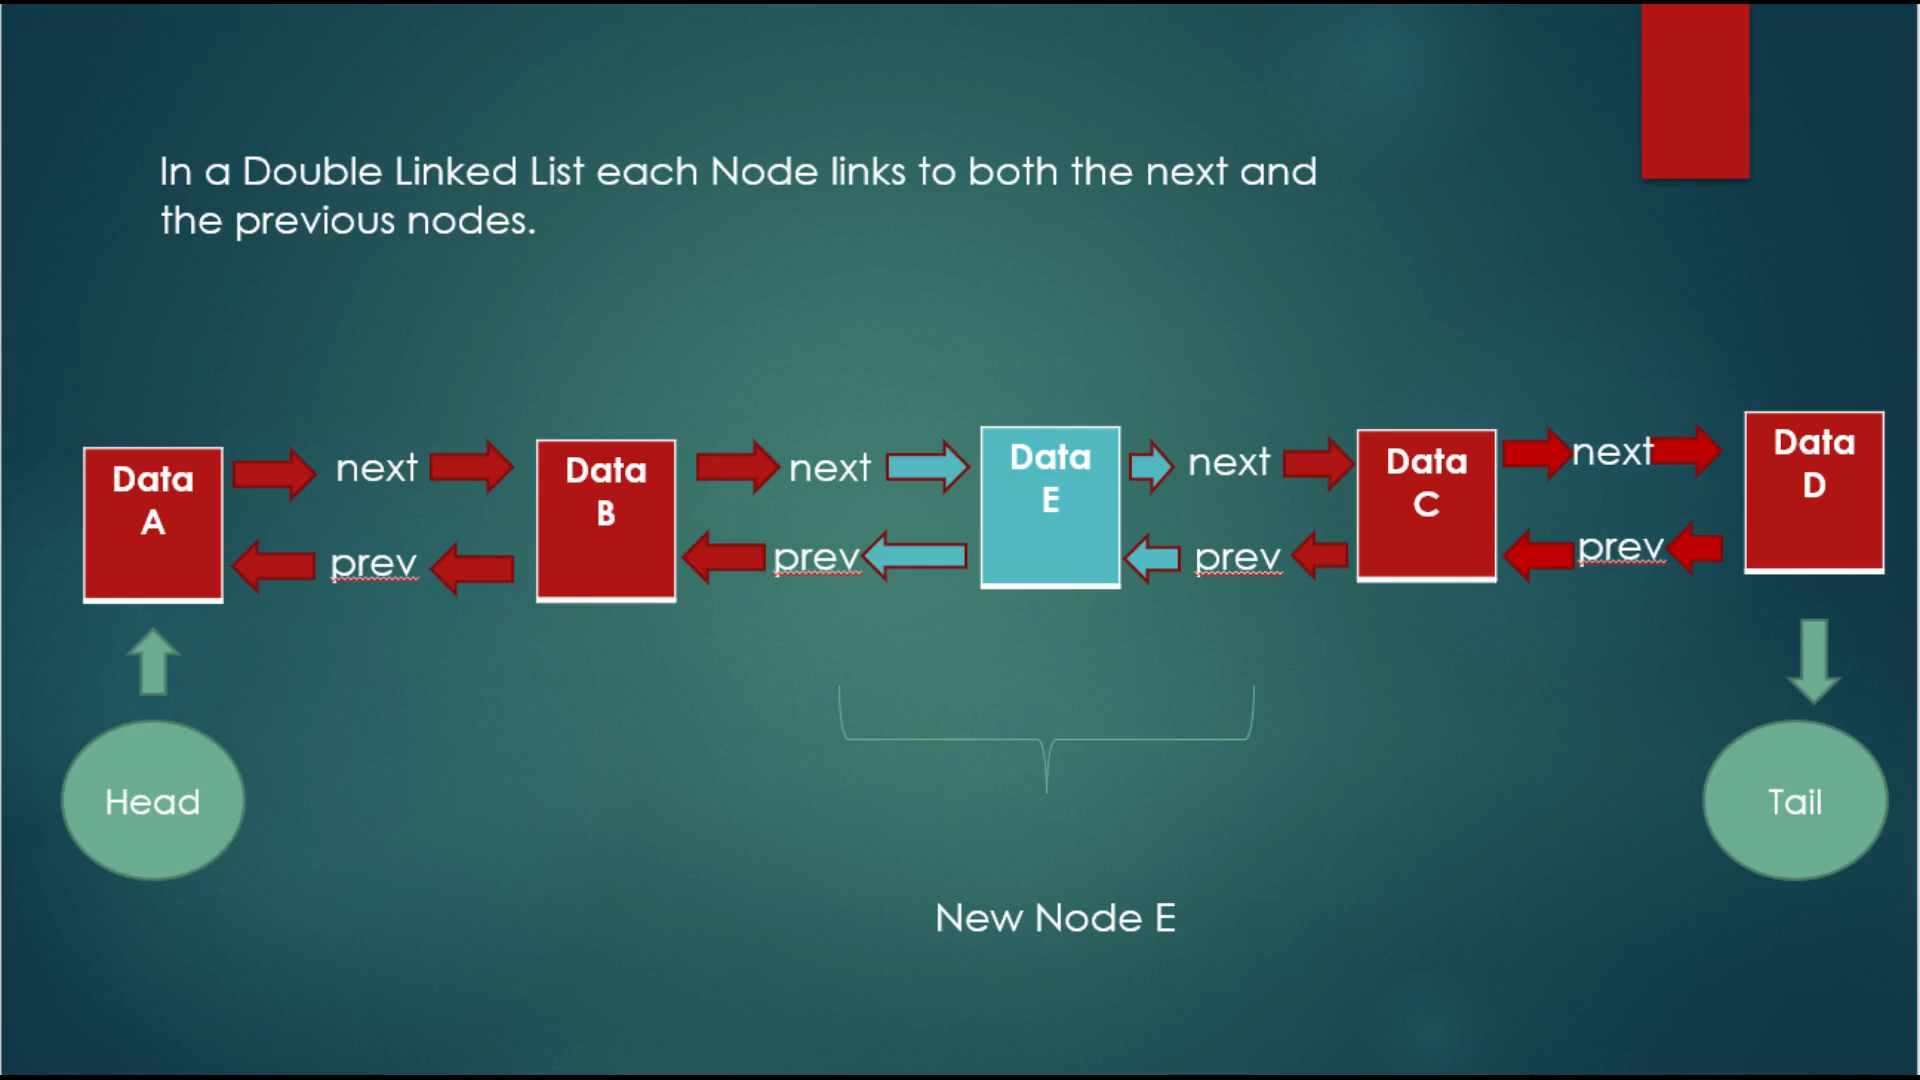 In a Double Linked List each Node links to both the next and
the previous nodes.
Data
A
next
prev
Data
B
next
prev
Data
E
next
prev
Data
C
next
prev
Data
D
Head
Tail
New Node E